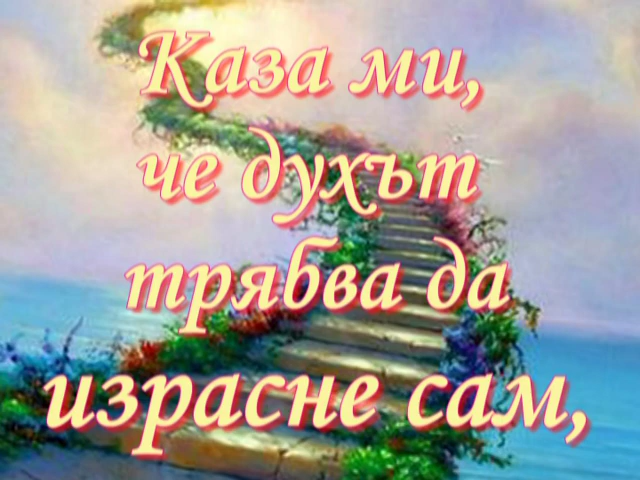 Каза ми,
че духът
трябва да
израсне сам,